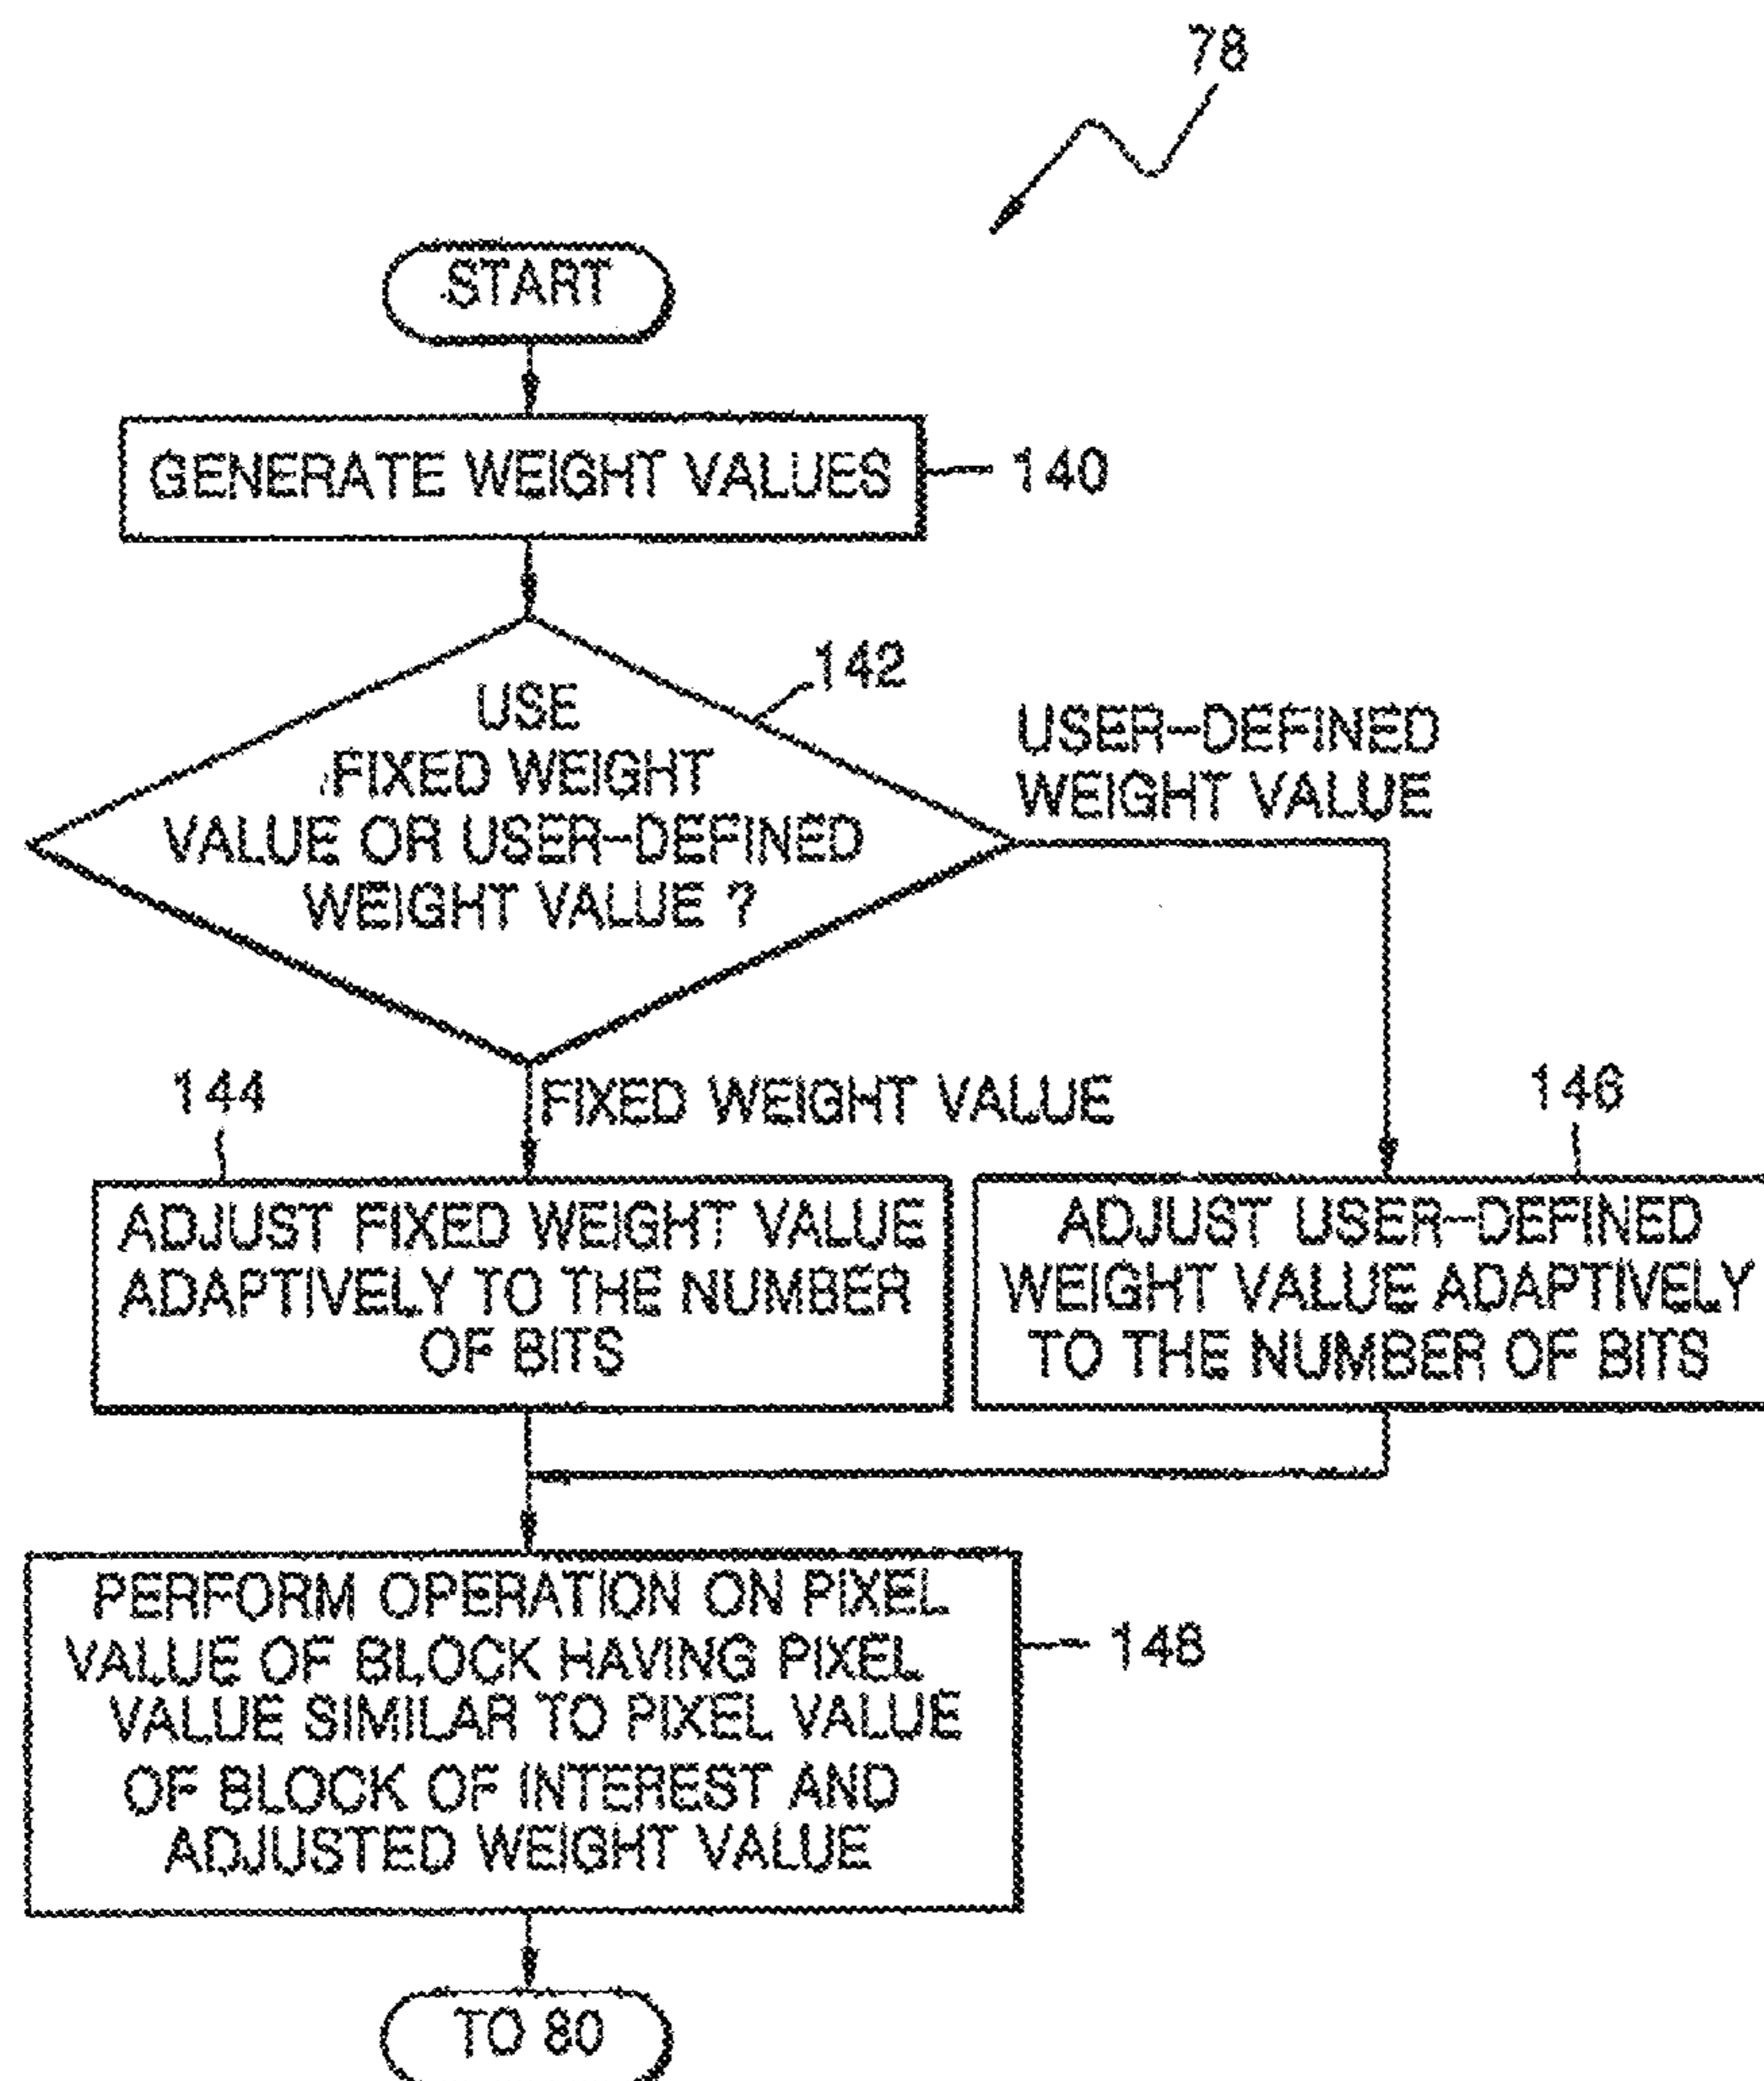 78
START
GENERATE WEIGHT VALUES
140
142
USE
FIXED WEIGHT
VALUE OR USER-DEFINED
WEIGHT VALUE ?
USER-DEFINED
WEIGHT VALUE
144
FIXED WEIGHT VALUE
146
ADJUST FIXED WEIGHT VALUE
ADAPTIVELY TO THE NUMBER
OF BITS
ADJUST USER-DEFINED
WEIGHT VALUE ADAPTIVELY
TO THE NUMBER OF BITS
PERFORM OPERATION ON PIXEL
VALUE OF BLOCK HAVING PIXEL
VALUE SIMILAR TO PIXEL VALUE
OF BLOCK OF INTEREST AND
ADJUSTED WEIGHT VALUE
148
TO 80